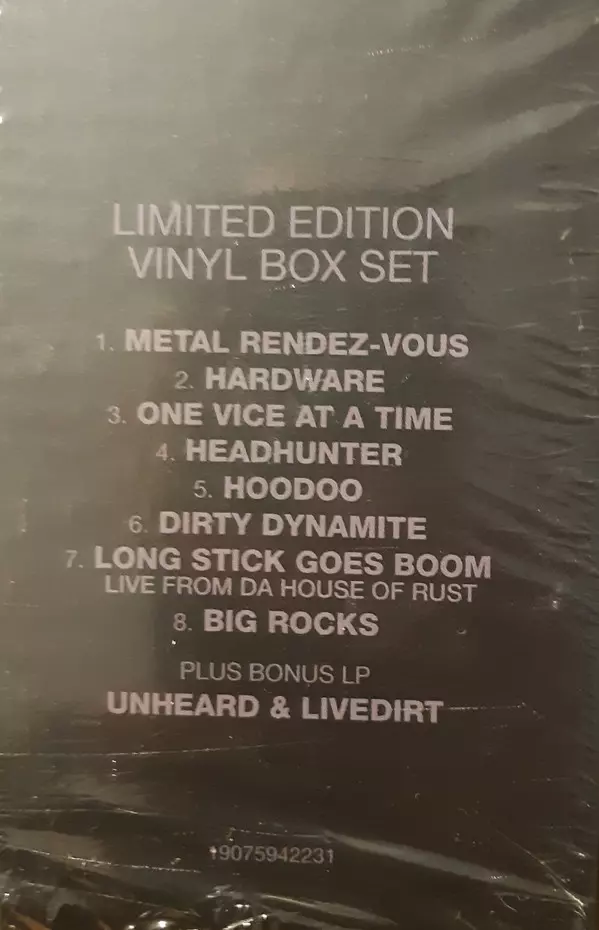 LIMITED EDITION
VINYL BOX SET
1. METAL RENDEZ-VOUS
2. HARDWARE
3. ONE VICE AT A TIME
4. HEADHUNTER
5. HOODOO
6. DIRTY DYNAMITE
7. LONG STICK GOES BOOM
LIVE FROM DA HOUSE OF RUST
8. BIG ROCKS
PLUS BONUS LP
UNHEARD & LIVEDIRT
19075942231